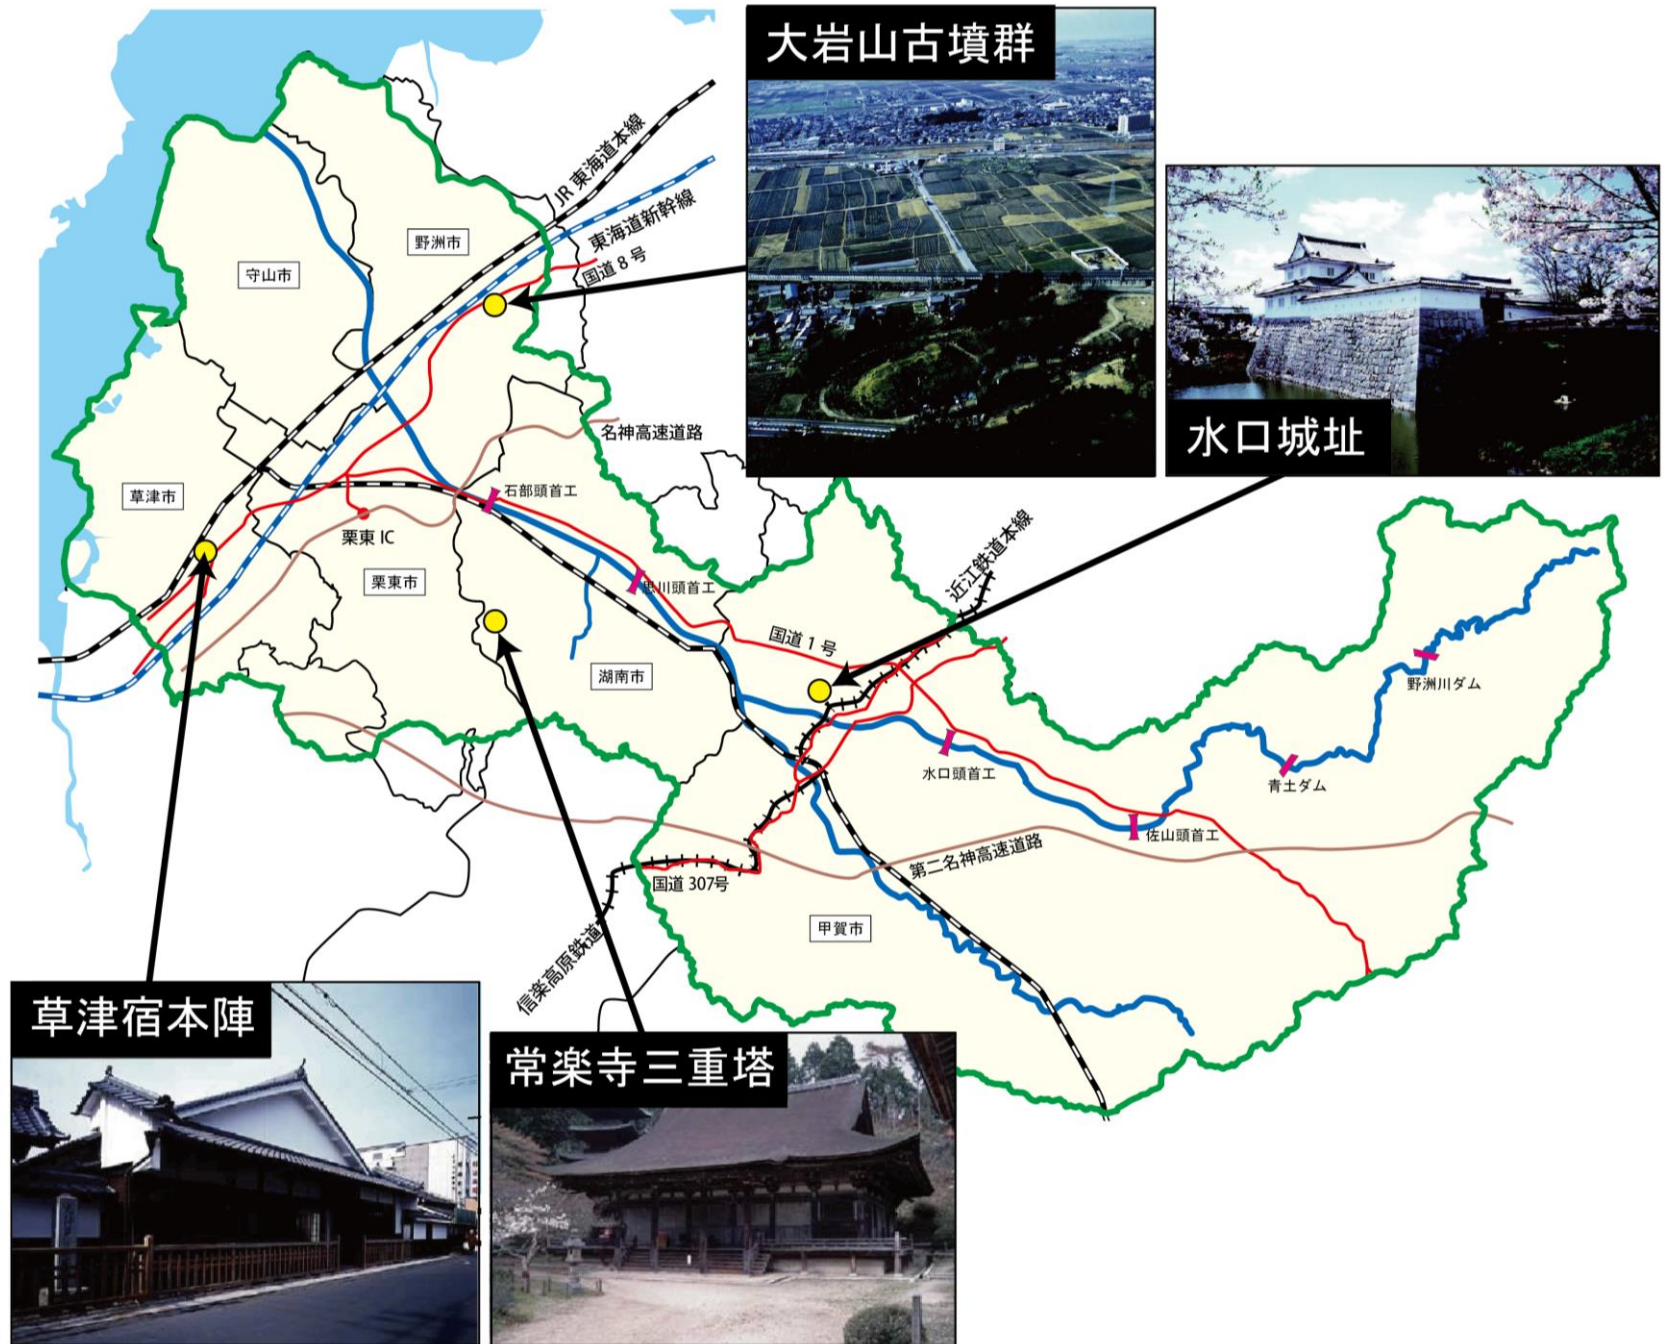 大岩山古墳群
JR東海道本線
東海道新幹線
国道8号
野洲市
守山市
水口城址
名神高速道路
草津市
石部頭首工
栗東IC
栗東市
思川頭首工
近江鉄道本線
国道1号
湖南市
野洲川ダム
水口頭首工
青土ダム
佐山頭首工
第二名神高速道路
国道307号
甲賀市
信楽高原鉄道
草津宿本陣
常楽寺三重塔